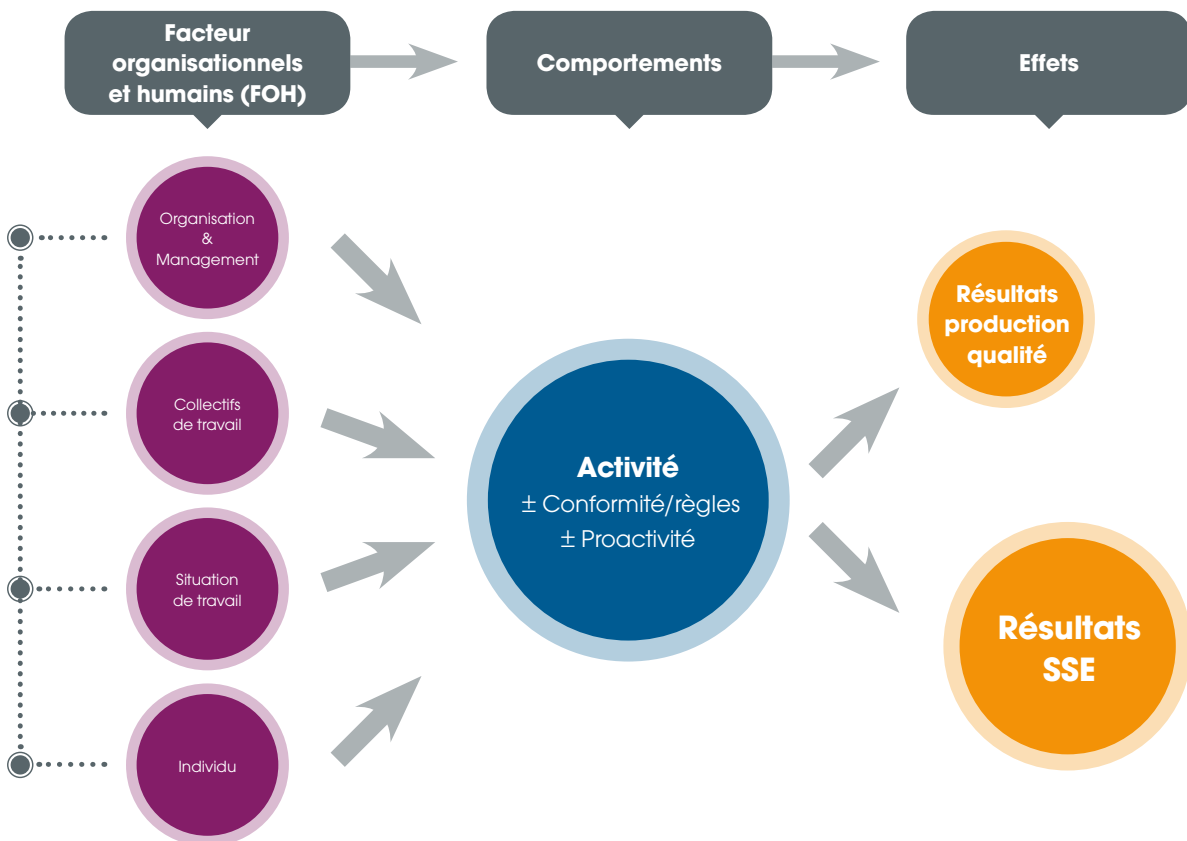 Facteur
organisationnels
et humains (FOH)
Comportements
Effets
Organisation
&
Management
Collectifs
de travail
Situation
de travail
Individu
Activité
± Conformité/règles
± Proactivité
Résultats
production
qualité
Résultats
SSE